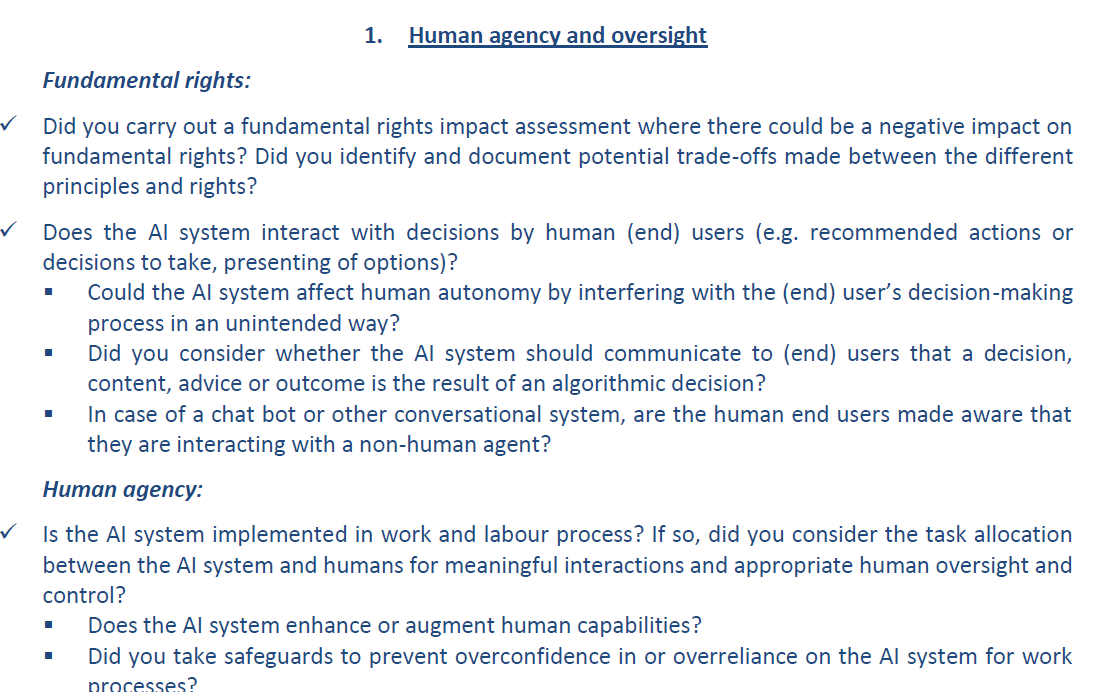 1. Human agency and oversight
Fundamental rights:
✓ Did you carry out a fundamental rights impact assessment where there could be a negative impact on
fundamental rights? Did you identify and document potential trade-offs made between the different
principles and rights?
✓ Does the AI system interact with decisions by human (end) users (e.g. recommended actions or
decisions to take, presenting of options)?
▪ Could the AI system affect human autonomy by interfering with the (end) user’s decision-making
process in an unintended way?
▪ Did you consider whether the AI system should communicate to (end) users that a decision,
content, advice or outcome is the result of an algorithmic decision?
▪ In case of a chat bot or other conversational system, are the human end users made aware that
they are interacting with a non-human agent?
Human agency:
✓ Is the AI system implemented in work and labour process? If so, did you consider the task allocation
between the AI system and humans for meaningful interactions and appropriate human oversight and
control?
▪ Does the AI system enhance or augment human capabilities?
▪ Did you take safeguards to prevent overconfidence in or overreliance on the AI system for work
processes?